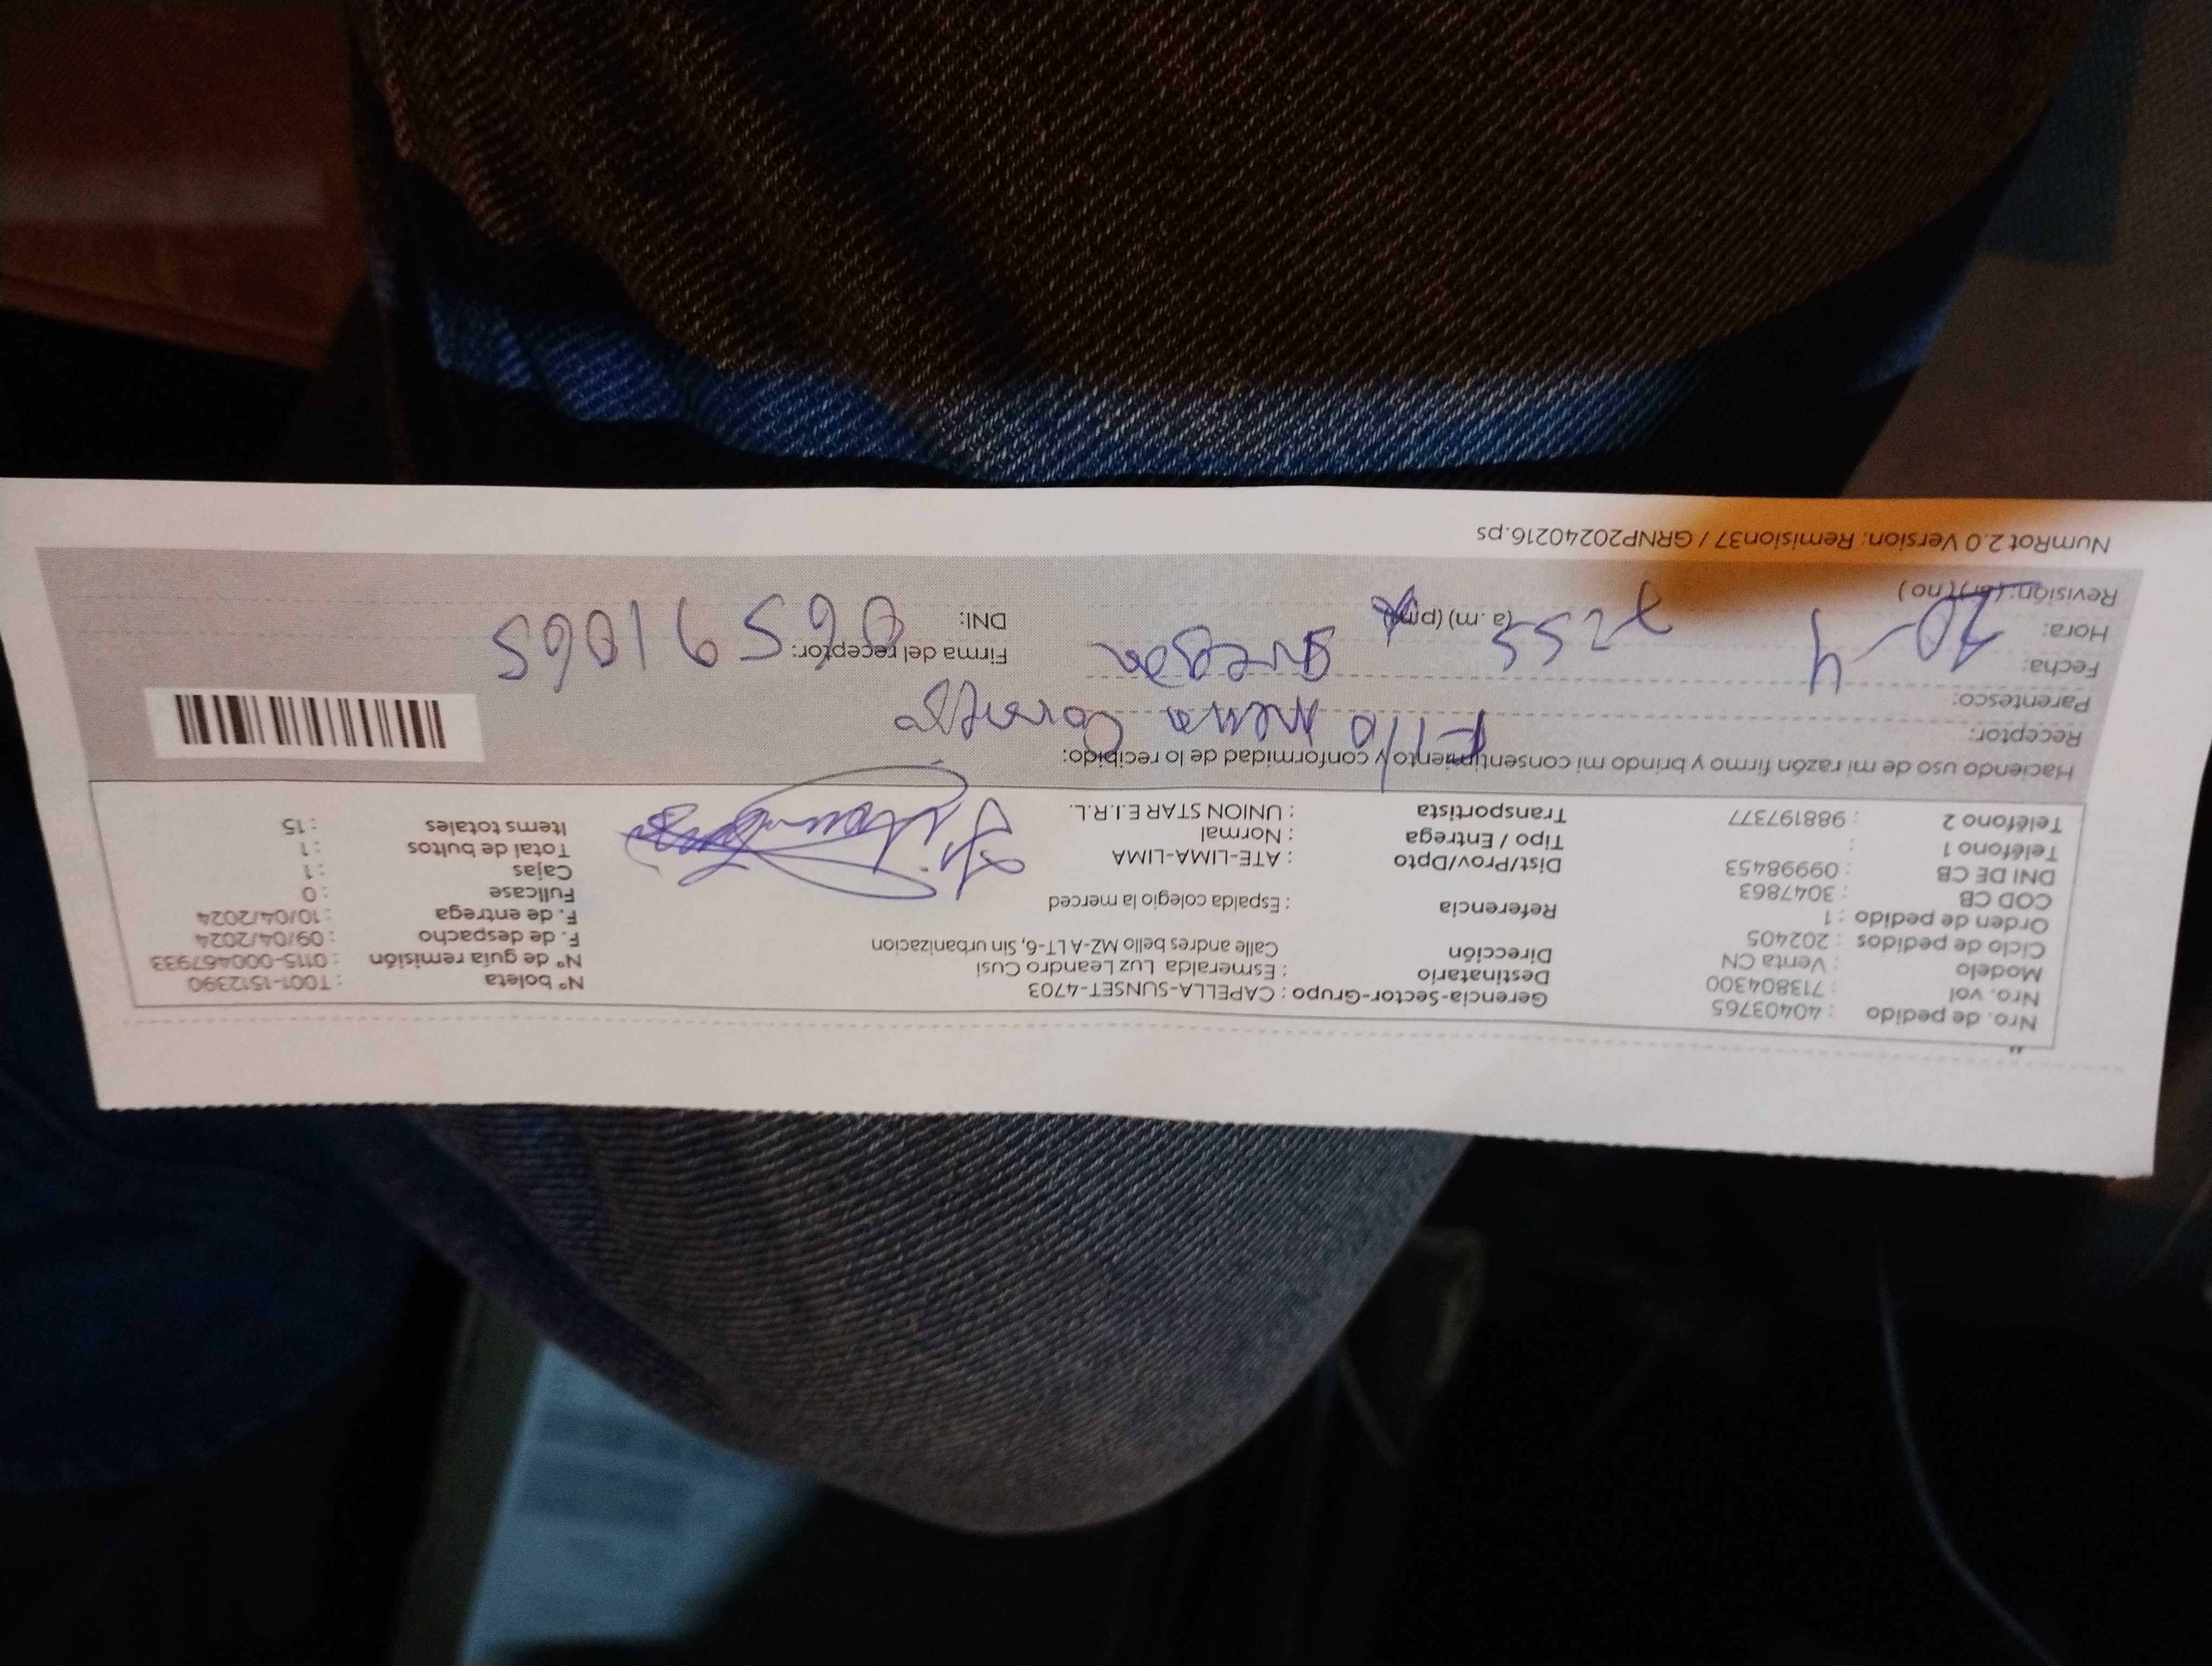 Nro. de pedido : 40403765
Nro. vol : 713804300
Modelo : Venta CN
Ciclo de pedidos : 202405
Orden de pedido : 1
COD CB : 3047863
DNI DE CB : 09998453
Teléfono 1 :
Teléfono 2 : 988197377
Gerencia-Sector-Grupo : CAPELLA-SUNSET-4703
Destinatario : Esmeralda Luz Leandro Cusi
Dirección Calle andres bello MZ-A LT-6, Sin urbanizacion
Referencia : Espalda colegio la merced
Dist/Prov/Dpto : ATE-LIMA-LIMA
Tipo / Entrega : Normal
Transportista : UNION STAR E.I.R.L.
N° boleta : T001-1512390
N° de guía remisión : 0115-000467933
F. de despacho : 09/04/2024
F. de entrega : 10/04/2024
Fullcase : 0
Cajas : 1
Total de bultos : 1
Items totales : 15
Haciendo uso de mi razón firmo y brindo mi consentimiento y conformidad de lo recibido:
Receptor:
Parentesco:
Fecha: 10-4
Hora: (a.m) (pm)
Revisión: (si) (no)
Firma del receptor:
DNI:
NumRot 2.0 Version: Remision37 / GRNP20240216.ps